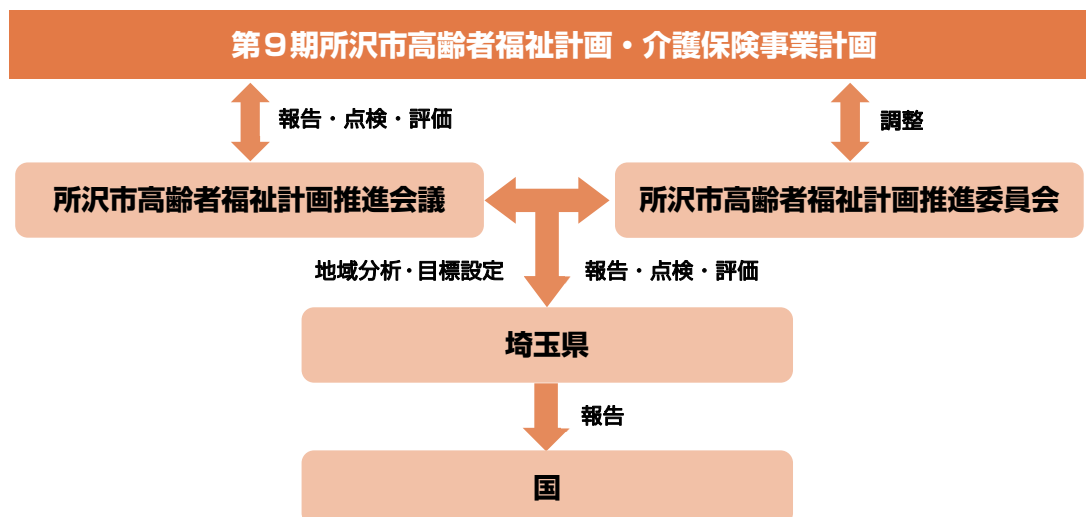 第9期所沢市高齢者福祉計画・介護保険事業計画
報告・点検・評価
調整
所沢市高齢者福祉計画推進会議
所沢市高齢者福祉計画推進委員会
地域分析・目標設定
報告・点検・評価
埼玉県
報告
国